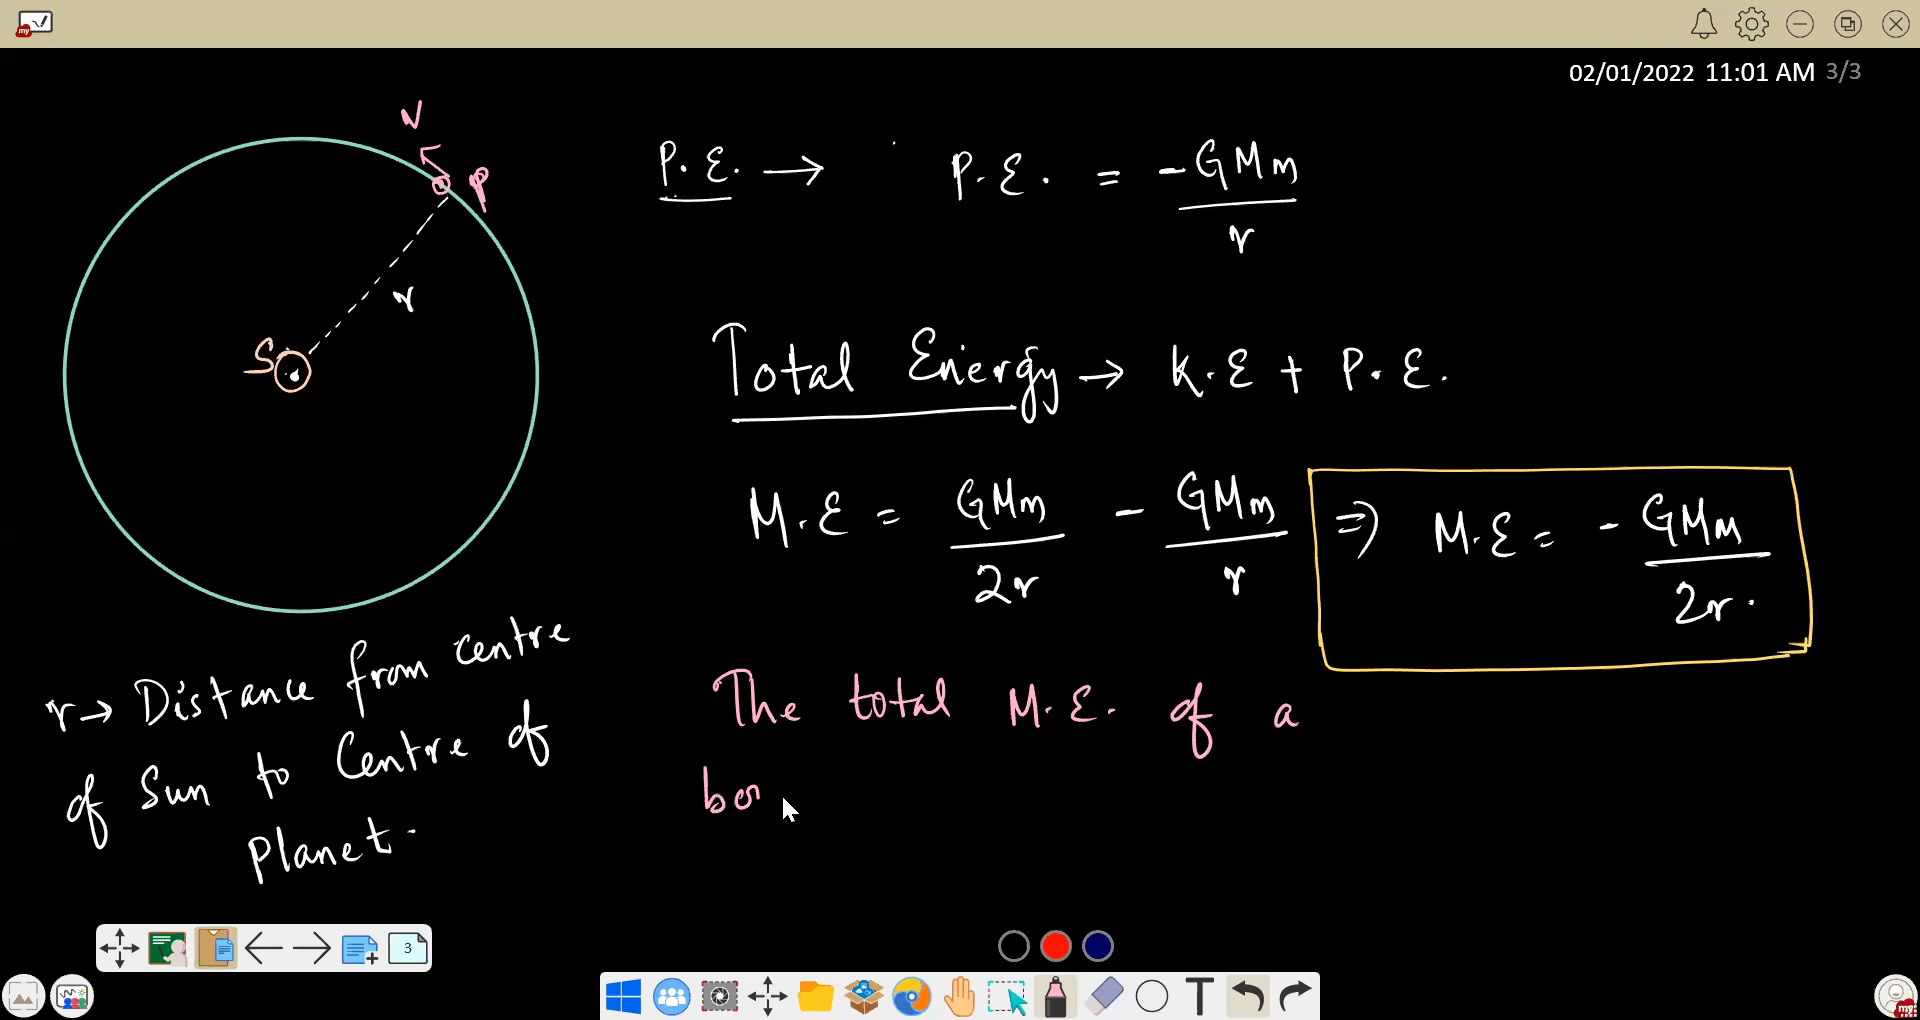 02/01/2022 11:01 AM 3/3
v
P
r
S
r → Distance from centre
of Sun to Centre of
Planet.
P.E. → P.E. = -GMm
r
Total Energy → K.E + P.E.
M.E = GMm - GMm ⇒ M.E = - GMm
2r r 2r.
The total M.E. of a
bo
3
T